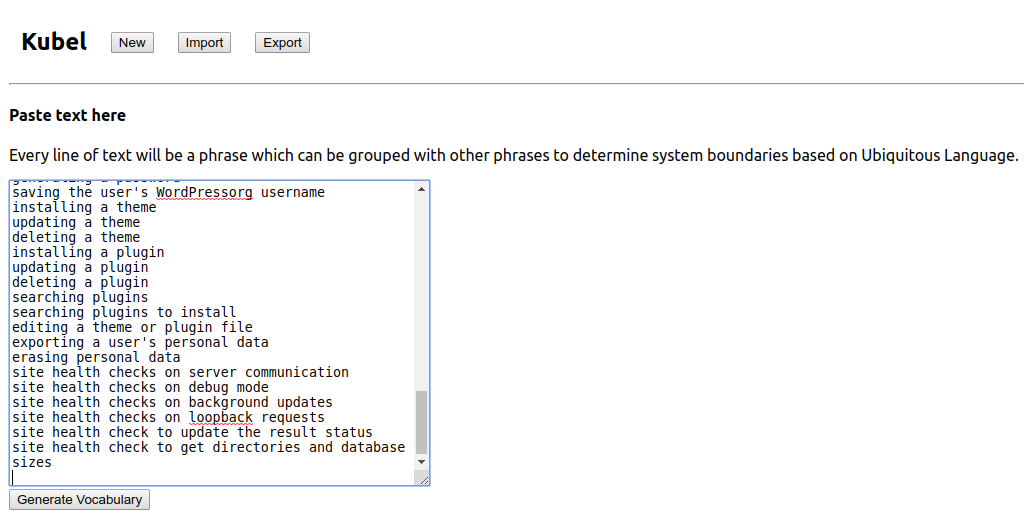 Kubel New Import Export
Paste text here
Every line of text will be a phrase which can be grouped with other phrases to determine system boundaries based on Ubiquitous Language.
generating a password
saving the user's WordPressorg username
installing a theme
updating a theme
deleting a theme
installing a plugin
updating a plugin
deleting a plugin
searching plugins
searching plugins to install
editing a theme or plugin file
exporting a user's personal data
erasing personal data
site health checks on server communication
site health checks on debug mode
site health checks on background updates
site health checks on loopback requests
site health check to update the result status
site health check to get directories and database
sizes
Generate Vocabulary